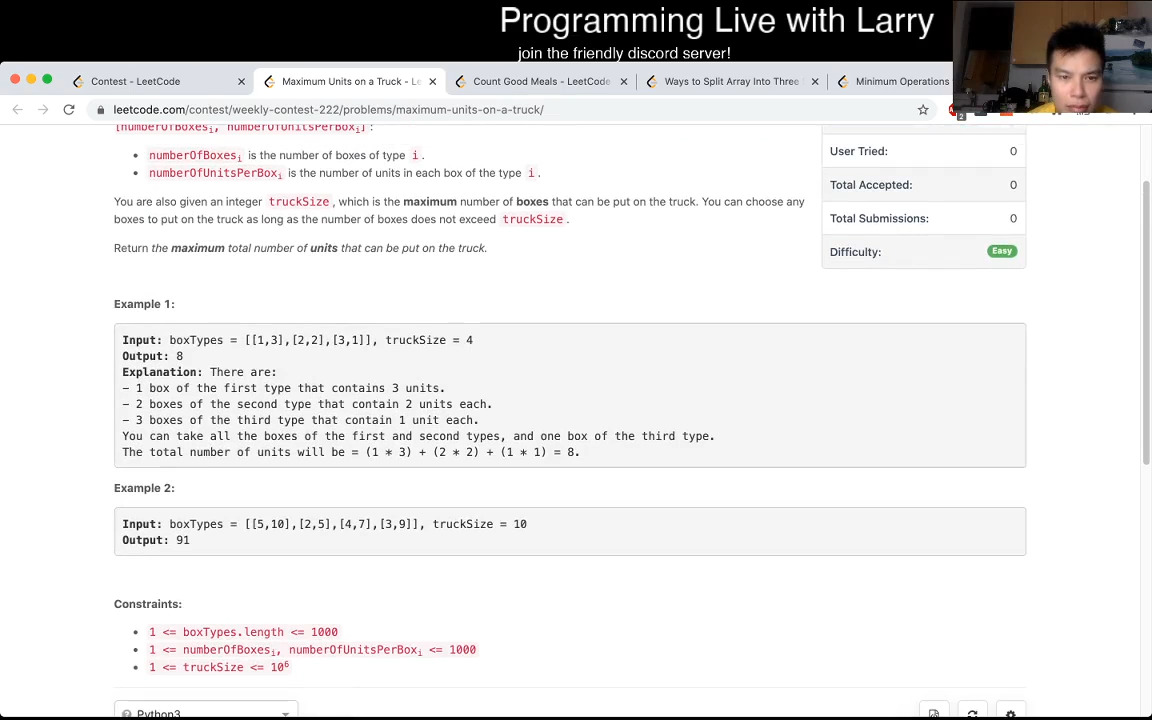 Programming Live with Larry
join the friendly discord server!
Contest - LeetCode
Maximum Units on a Truck - Le
Count Good Meals - LeetCode
Ways to Split Array Into Three
Minimum Operations
leetcode.com/contest/weekly-contest-222/problems/maximum-units-on-a-truck/
2
[numberOfBoxesi, numberOfUnitsPerBoxi]:
• numberOfBoxesi is the number of boxes of type i.
• numberOfUnitsPerBoxi is the number of units in each box of the type i.
You are also given an integer truckSize, which is the maximum number of boxes that can be put on the truck. You can choose any
boxes to put on the truck as long as the number of boxes does not exceed truckSize.
Return the maximum total number of units that can be put on the truck.
User Tried: 0
Total Accepted: 0
Total Submissions: 0
Difficulty: Easy
Example 1:
Input: boxTypes = [[1,3],[2,2],[3,1]], truckSize = 4
Output: 8
Explanation: There are:
- 1 box of the first type that contains 3 units.
- 2 boxes of the second type that contain 2 units each.
- 3 boxes of the third type that contain 1 unit each.
You can take all the boxes of the first and second types, and one box of the third type.
The total number of units will be = (1 * 3) + (2 * 2) + (1 * 1) = 8.
Example 2:
Input: boxTypes = [[5,10],[2,5],[4,7],[3,9]], truckSize = 10
Output: 91
Constraints:
• 1 <= boxTypes.length <= 1000
• 1 <= numberOfBoxesi, numberOfUnitsPerBoxi <= 1000
• 1 <= truckSize <= 10⁶
Python3